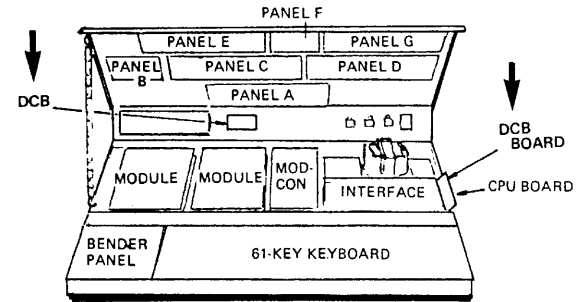 PANEL F
PANEL E
PANEL G
PANEL B
PANEL C
PANEL D
PANEL A
DCB
DCB BOARD
MODULE
MODULE
MOD-CON
INTERFACE
CPU BOARD
BENDER PANEL
61-KEY KEYBOARD